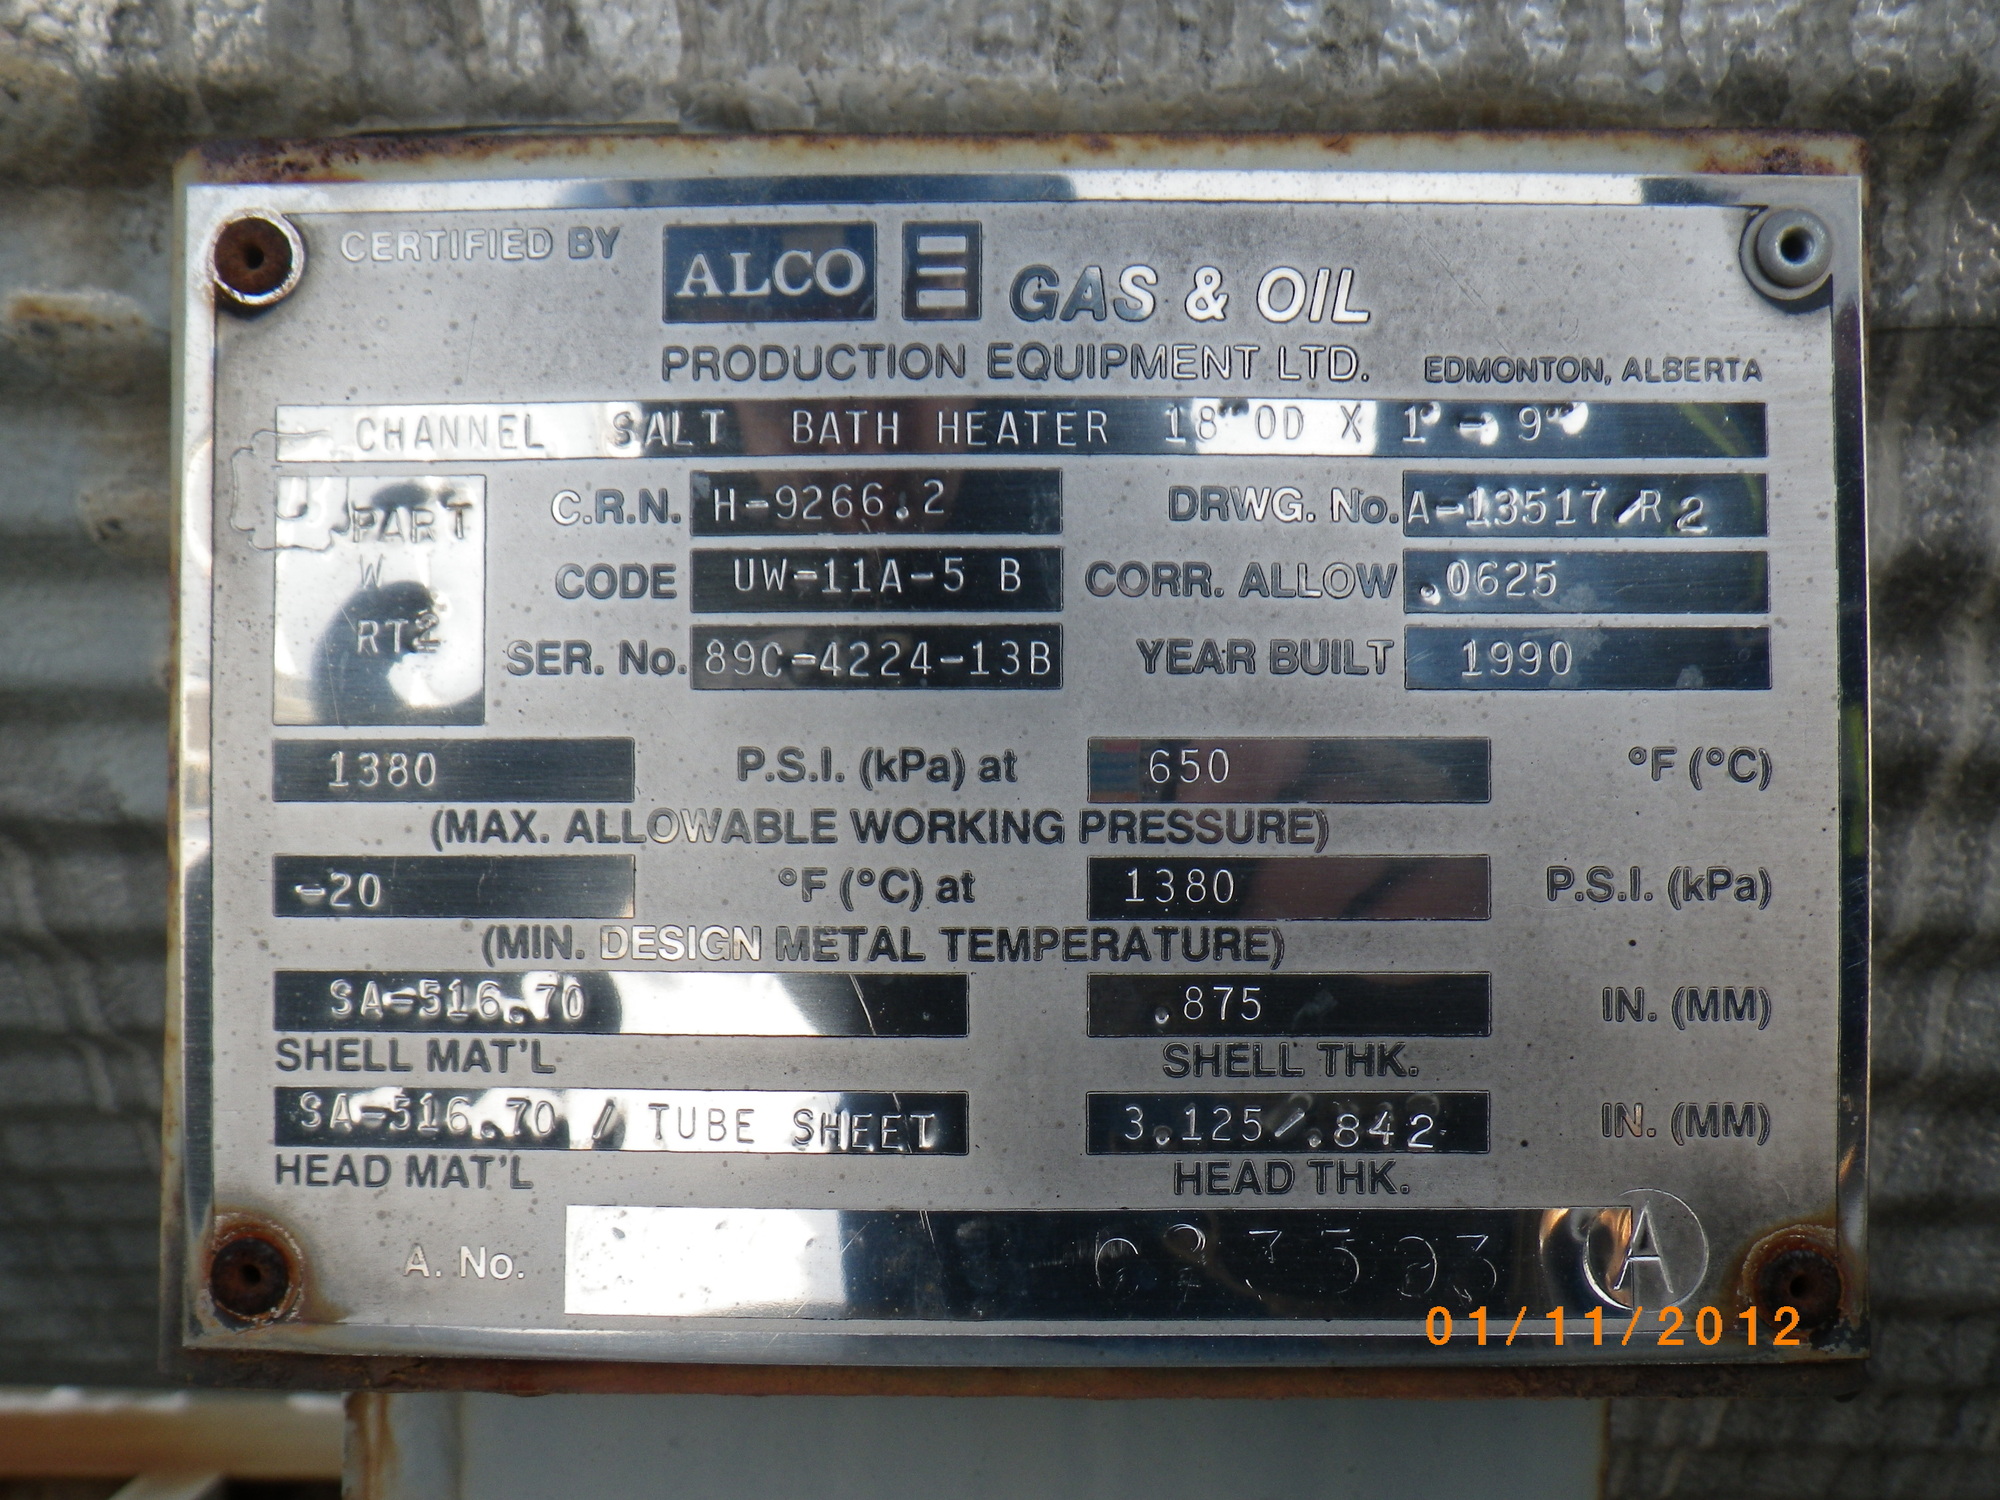 CERTIFIED BY ALCO GAS & OIL
PRODUCTION EQUIPMENT LTD. EDMONTON, ALBERTA
CHANNEL SALT BATH HEATER 18" OD X 1' - 9"
PART
W
RT2
C.R.N. H-9266.2 DRWG. No. A-13517/R2
CODE UW-11A-5 B CORR. ALLOW .0625
SER. No. 89C-4224-13B YEAR BUILT 1990
1380 P.S.I. (kPa) at 650 °F (°C)
(MAX. ALLOWABLE WORKING PRESSURE)
-20 °F (°C) at 1380 P.S.I. (kPa)
(MIN. DESIGN METAL TEMPERATURE)
SA-516.70 .875 IN. (MM)
SHELL MAT'L SHELL THK.
SA-516.70 / TUBE SHEET 3.125/.842 IN. (MM)
HEAD MAT'L HEAD THK.
A. No. A
01/11/2012